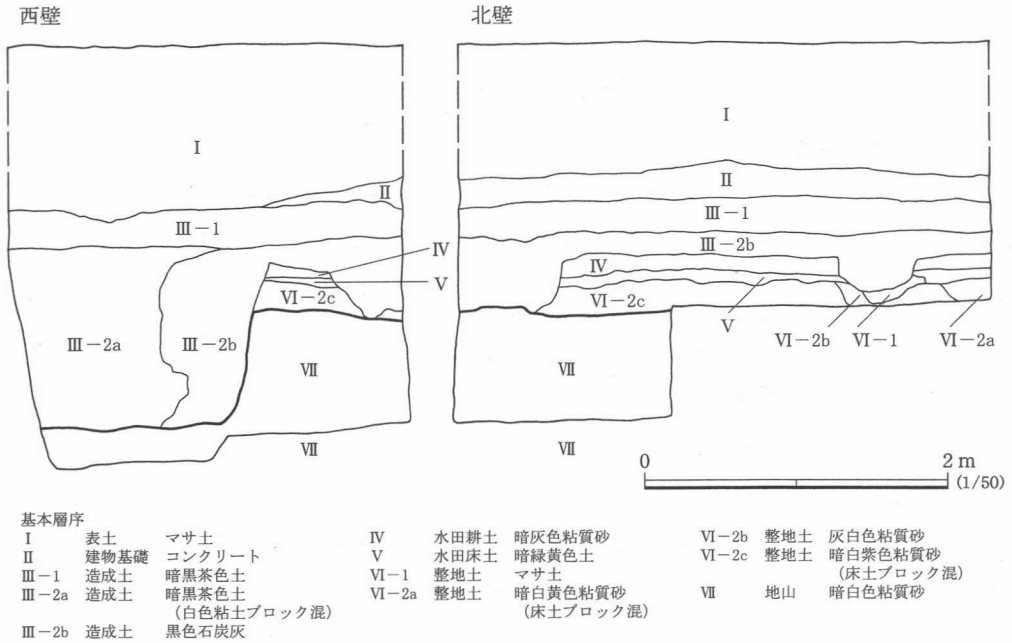 西壁
北壁
Ⅰ
Ⅱ
Ⅲ－1
Ⅳ
Ⅴ
Ⅵ－2c
Ⅲ－2a
Ⅲ－2b
Ⅶ
Ⅶ
Ⅰ
Ⅱ
Ⅲ－1
Ⅲ－2b
Ⅳ
Ⅵ－2c
Ⅴ
Ⅵ－2b
Ⅵ－1
Ⅵ－2a
Ⅶ
Ⅶ
0 2 m
(1/50)
基本層序
Ⅰ 表土 マサ土
Ⅱ 建物基礎 コンクリート
Ⅲ－1 造成土 暗黒茶色土
Ⅲ－2a 造成土 暗黒茶色土
(白色粘土ブロック混)
Ⅲ－2b 造成土 黒色石炭灰
Ⅳ 水田耕土 暗灰色粘質砂
Ⅴ 水田床土 暗緑黄色土
Ⅵ－1 整地土 マサ土
Ⅵ－2a 整地土 暗白黄色粘質砂
(床土ブロック混)
Ⅵ－2b 整地土 灰白色粘質砂
Ⅵ－2c 整地土 暗白紫色粘質砂
(床土ブロック混)
Ⅶ 地山 暗白色粘質砂